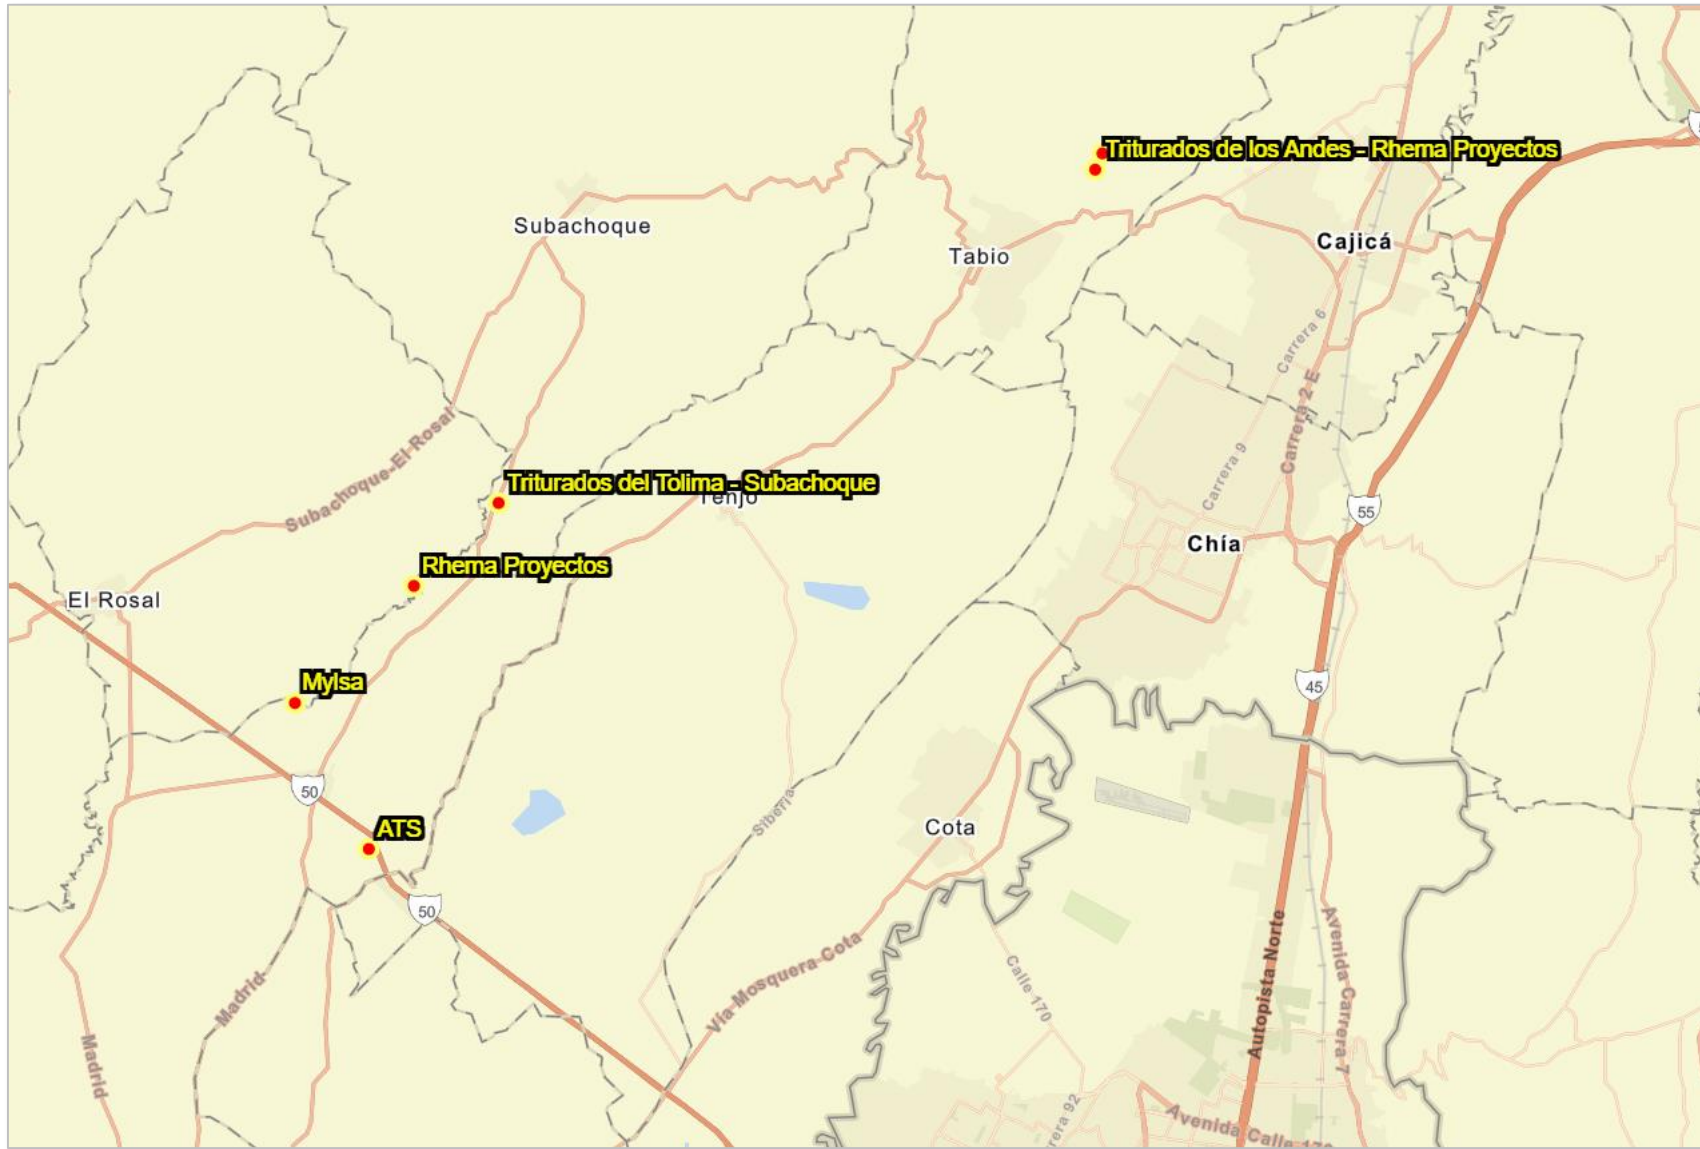 Triturados de los Andes - Rhema Proyectos
Subachoque
Cajicá
Tabio
Carrera 6
Carrera 2 E
Subachoque-El Rosal
Carrera 9
Triturados del Tolima - Subachoque
Tenjo
55
Chía
Rhema Proyectos
El Rosal
Mylsa
45
50
Siberia
ATS
Cota
50
Vía Mosquera Cota
Calle 170
Autopista Norte
Avenida Carrera 7
Madrid
Madrid
Avenida Calle